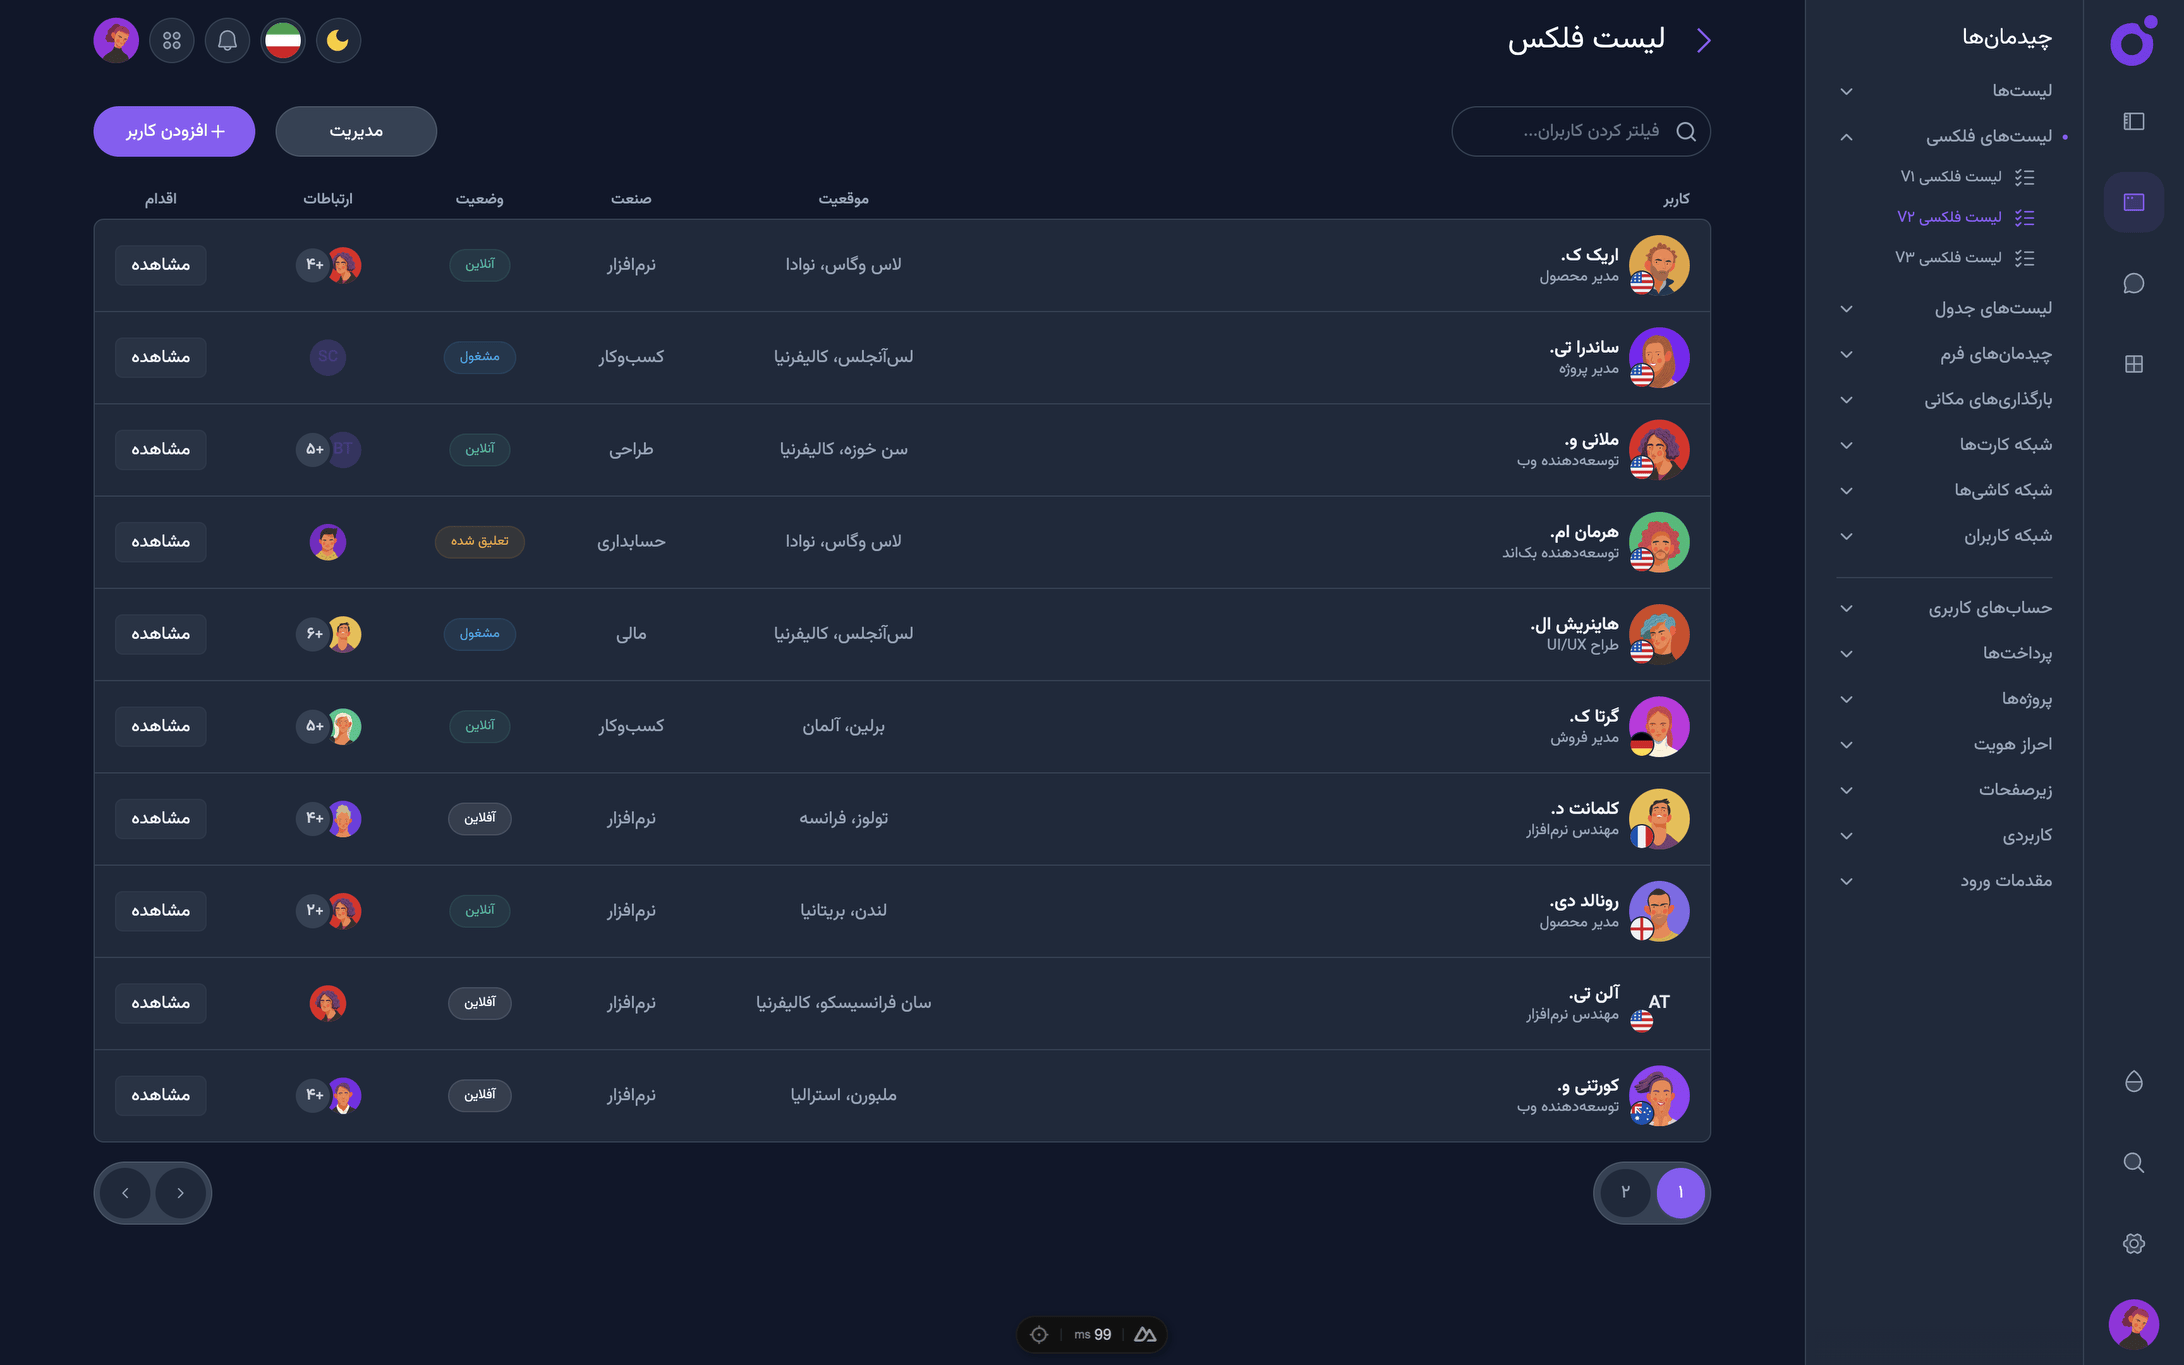 چیدمان‌ها
لیست‌ها
لیست‌های فلکسی
لیست فلکسی V۱
لیست فلکسی V۲
لیست فلکسی V۳
لیست‌های جدول
چیدمان‌های فرم
بارگذاری‌های مکانی
شبکه کارت‌ها
شبکه کاشی‌ها
شبکه کاربران
حساب‌های کاربری
پرداخت‌ها
پروژه‌ها
احراز هویت
زیرصفحات
کاربردی
مقدمات ورود
لیست فلکس
فیلتر کردن کاربران...
مدیریت
+ افزودن کاربر
کاربر موقعیت صنعت وضعیت ارتباطات اقدام
اریک ک.
مدیر محصول
لاس وگاس، نوادا نرم‌افزار آنلاین +۴ مشاهده
ساندرا تی.
مدیر پروژه
لس‌آنجلس، کالیفرنیا کسب‌وکار مشغول SC مشاهده
ملانی و.
توسعه‌دهنده وب
سن خوزه، کالیفرنیا طراحی آنلاین BT +۵ مشاهده
هرمان ام.
توسعه‌دهنده بک‌اند
لاس وگاس، نوادا حسابداری تعلیق شده مشاهده
هاینریش ال.
طراح UI/UX
لس‌آنجلس، کالیفرنیا مالی مشغول +۶ مشاهده
گرتا ک.
مدیر فروش
برلین، آلمان کسب‌وکار آنلاین +۵ مشاهده
کلمانت د.
مهندس نرم‌افزار
تولوز، فرانسه نرم‌افزار آفلاین +۴ مشاهده
رونالد دی.
مدیر محصول
لندن، بریتانیا نرم‌افزار آنلاین +۲ مشاهده
AT
آلن تی.
مهندس نرم‌افزار
سان فرانسیسکو، کالیفرنیا نرم‌افزار آفلاین مشاهده
کورتنی و.
توسعه‌دهنده وب
ملبورن، استرالیا نرم‌افزار آفلاین +۴ مشاهده
۱ ۲
99 ms